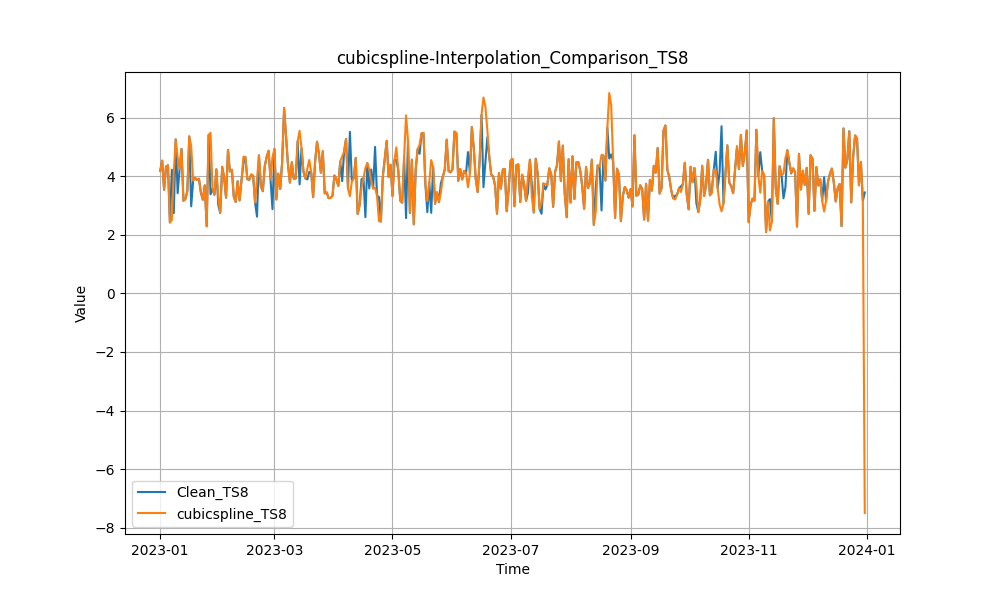 cubicspline-Interpolation_Comparison_TS8
6
4
2
0
−2
−4
−6
−8
Value
Clean_TS8
cubicspline_TS8
2023-01 2023-03 2023-05 2023-07 2023-09 2023-11 2024-01
Time